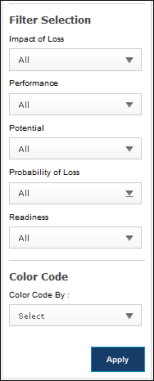 Filter Selection
Impact of Loss
All
Performance
All
Potential
All
Probability of Loss
All
Readiness
All
Color Code
Color Code By :
Select
Apply